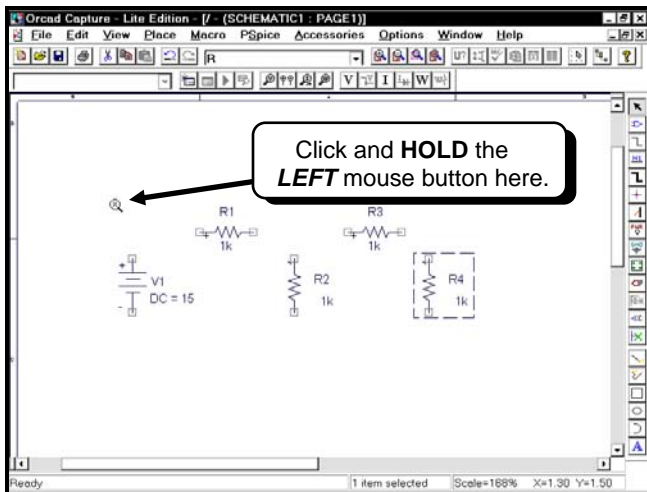 Orcad Capture - Lite Edition - [/ - (SCHEMATIC1 : PAGE1)]
File Edit View Place Macro PSpice Accessories Options Window Help
R
V I W
Click and HOLD the
LEFT mouse button here.
R1
1k
R3
1k
+
V1
DC = 15
-
R2
1k
R4
1k
Ready
1 item selected
Scale=188%
X=1.30 Y=1.50